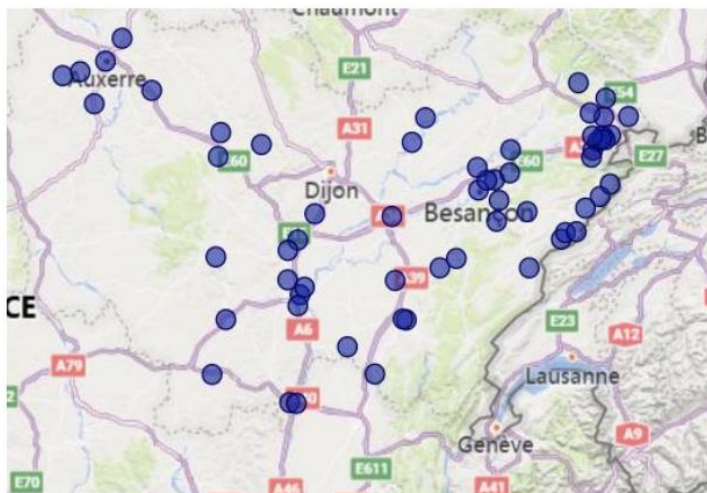 Chaumont
E21
Auxerre
E54
A31
E60
E60
E27
Dijon
Besançon
A39
CE
A6
E23
A12
A79
Lausanne
A9
Genève
E70
A46
E611
A41